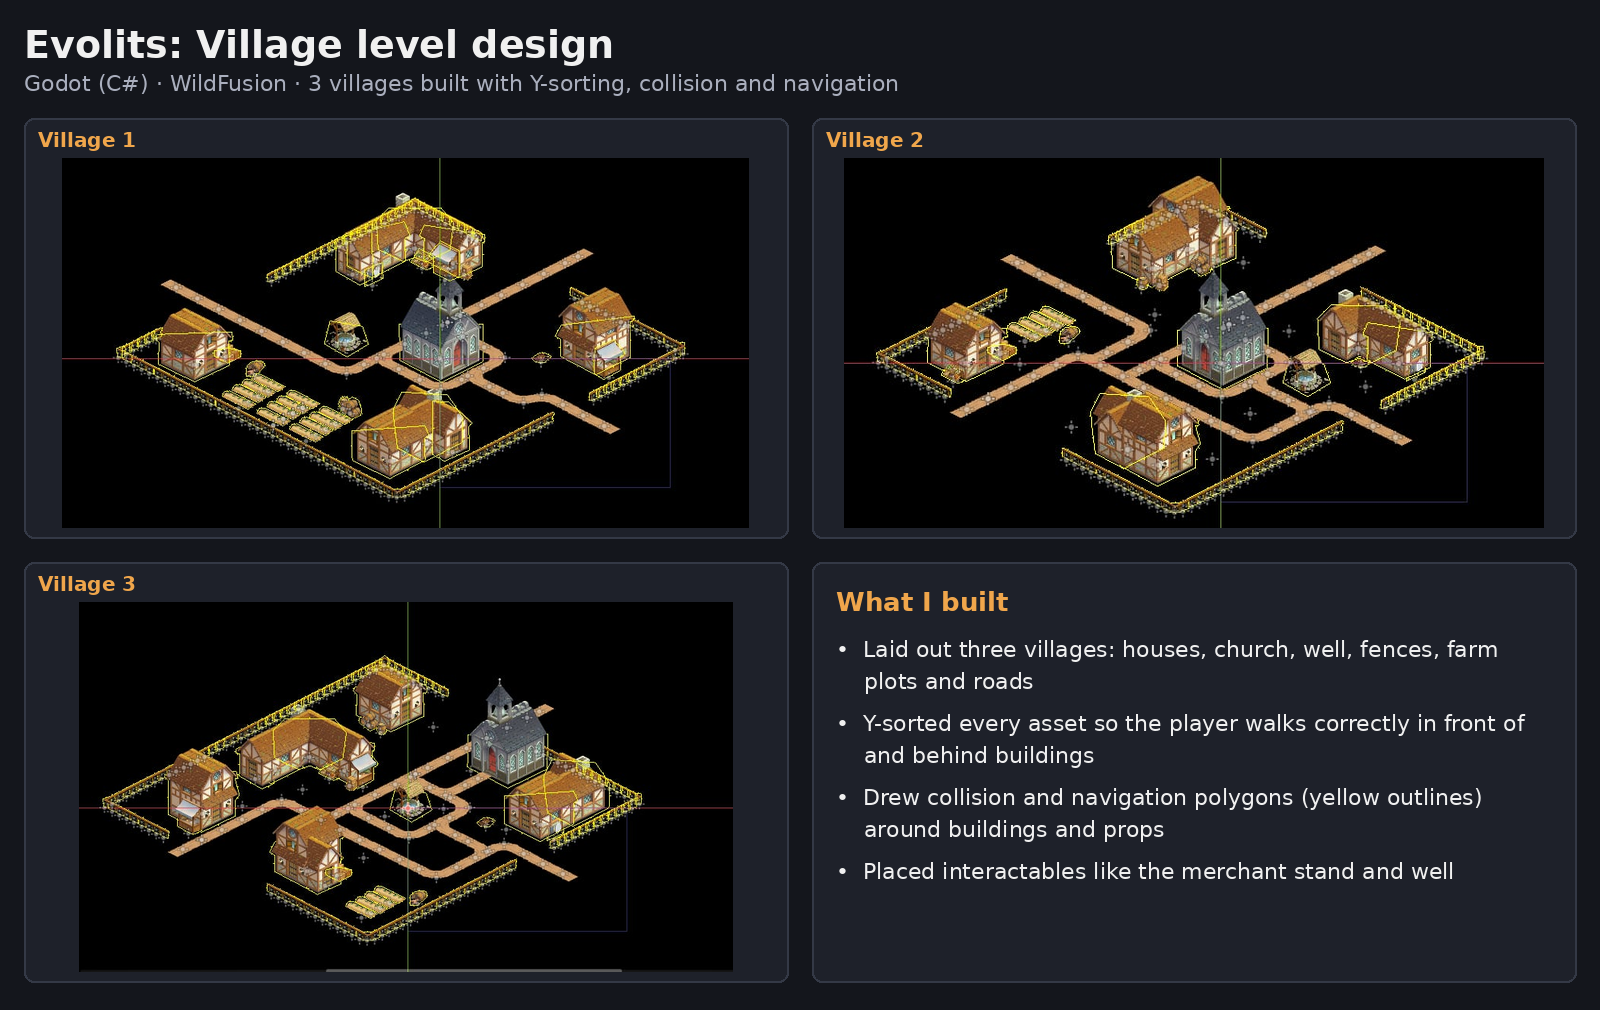 Evolits: Village level design
Godot (C#) · WildFusion · 3 villages built with Y-sorting, collision and navigation
Village 1
Village 2
Village 3
What I built
• Laid out three villages: houses, church, well, fences, farm
plots and roads
• Y-sorted every asset so the player walks correctly in front of
and behind buildings
• Drew collision and navigation polygons (yellow outlines)
around buildings and props
• Placed interactables like the merchant stand and well